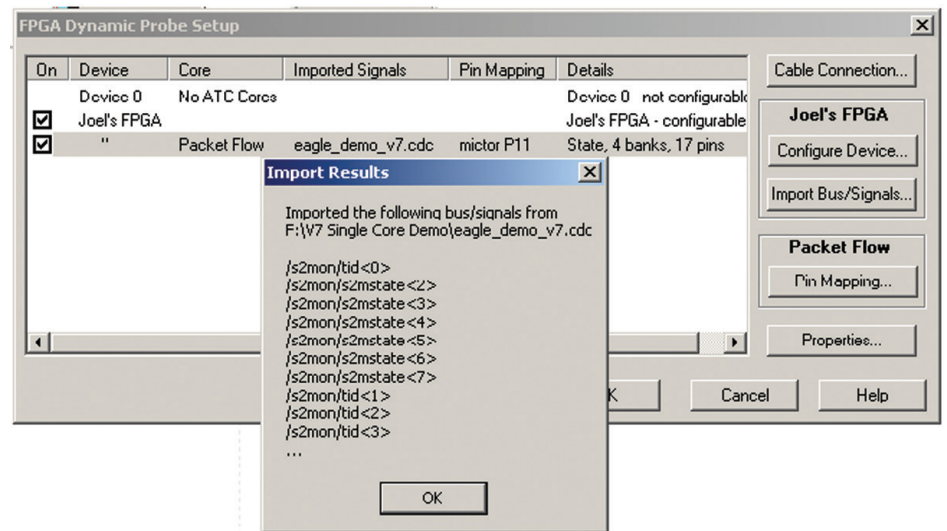 FPGA Dynamic Probe Setup
On Device Core Imported Signals Pin Mapping Details
Device 0 No ATC Cores Device 0 not configurable
Joel's FPGA Joel's FPGA - configurable
" Packet Flow eagle_demo_v7.cdc mictor P11 State, 4 banks, 17 pins
Cable Connection...
Joel's FPGA
Configure Device...
Import Bus/Signals...
Packet Flow
Pin Mapping...
Properties...
K Cancel Help
Import Results
Imported the following bus/signals from
F:\V7 Single Core Demo\eagle_demo_v7.cdc
/s2mon/tid<0>
/s2mon/s2mstate<2>
/s2mon/s2mstate<3>
/s2mon/s2mstate<4>
/s2mon/s2mstate<5>
/s2mon/s2mstate<6>
/s2mon/s2mstate<7>
/s2mon/tid<1>
/s2mon/tid<2>
/s2mon/tid<3>
...
OK